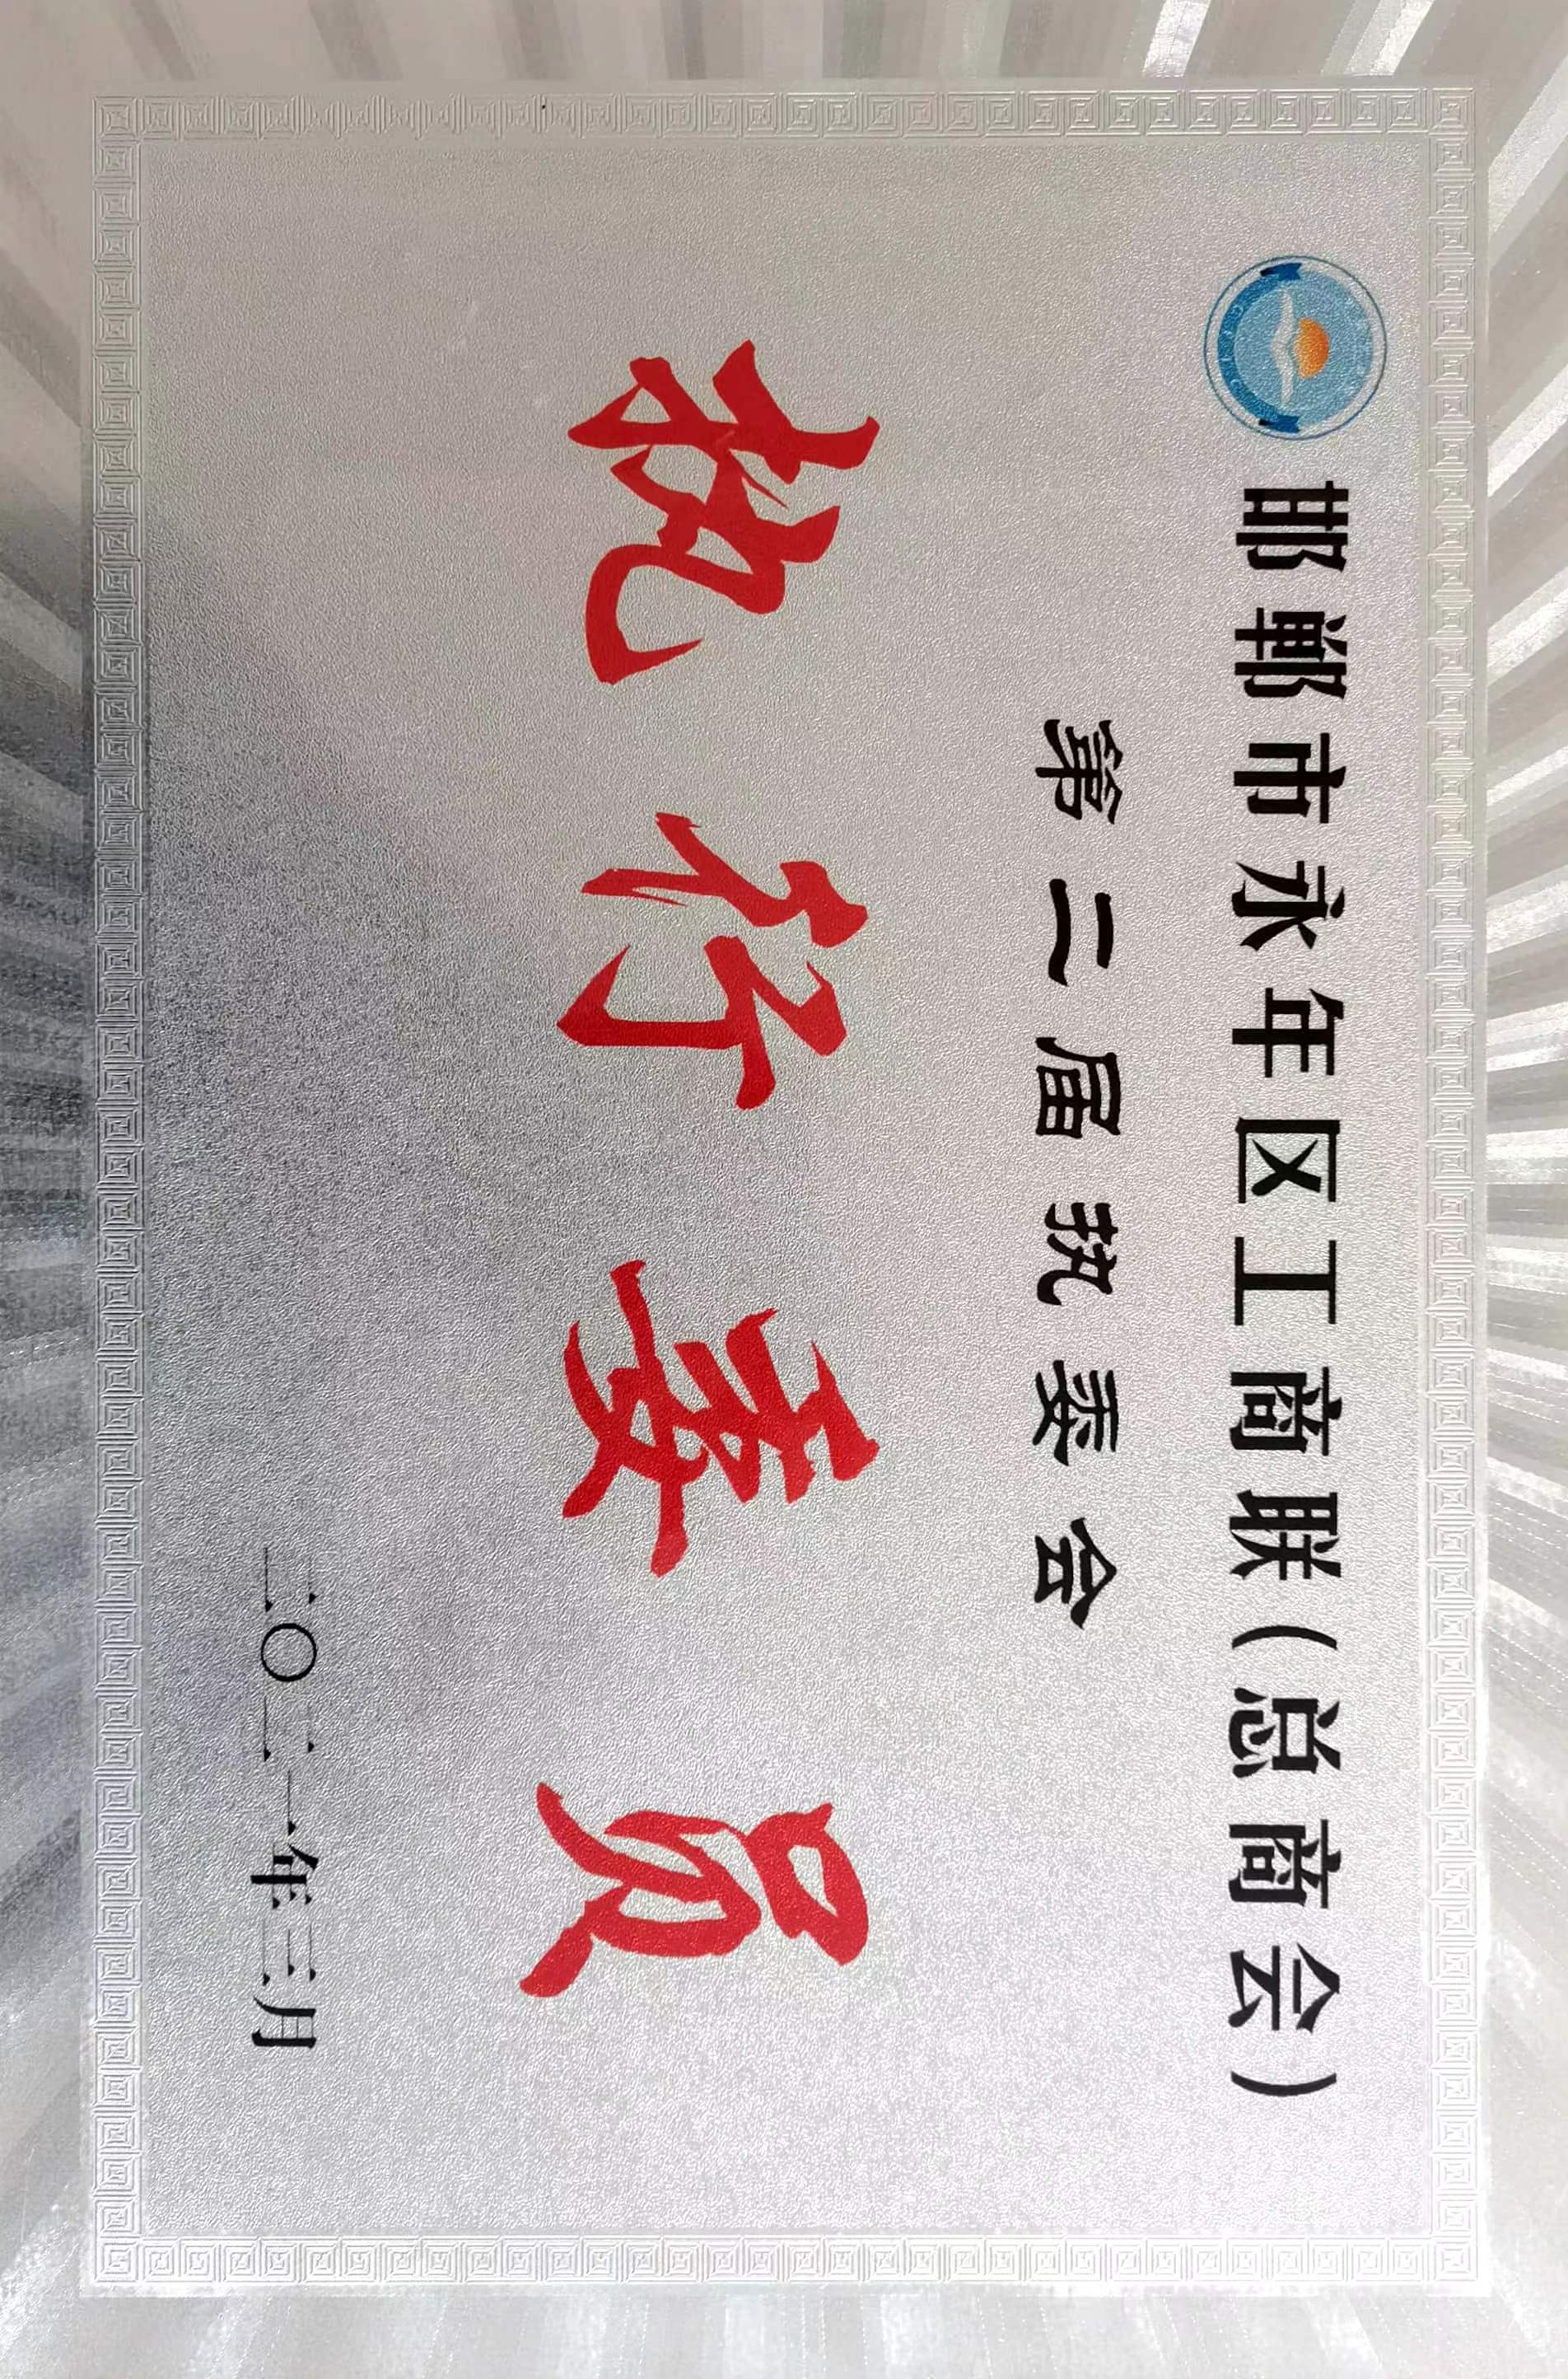 邯郸市永年区工商联(总商会)
第二届执委会
执行委员
二〇二一年三月